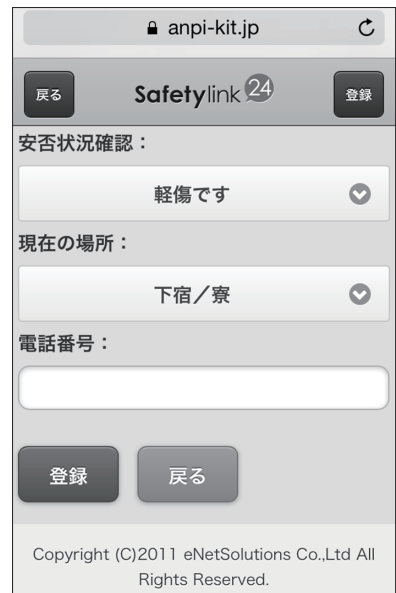 anpi-kit.jp
戻る Safetylink 24 登録
安否状況確認：
軽傷です
現在の場所：
下宿／寮
電話番号：
登録 戻る
Copyright (C)2011 eNetSolutions Co.,Ltd All
Rights Reserved.